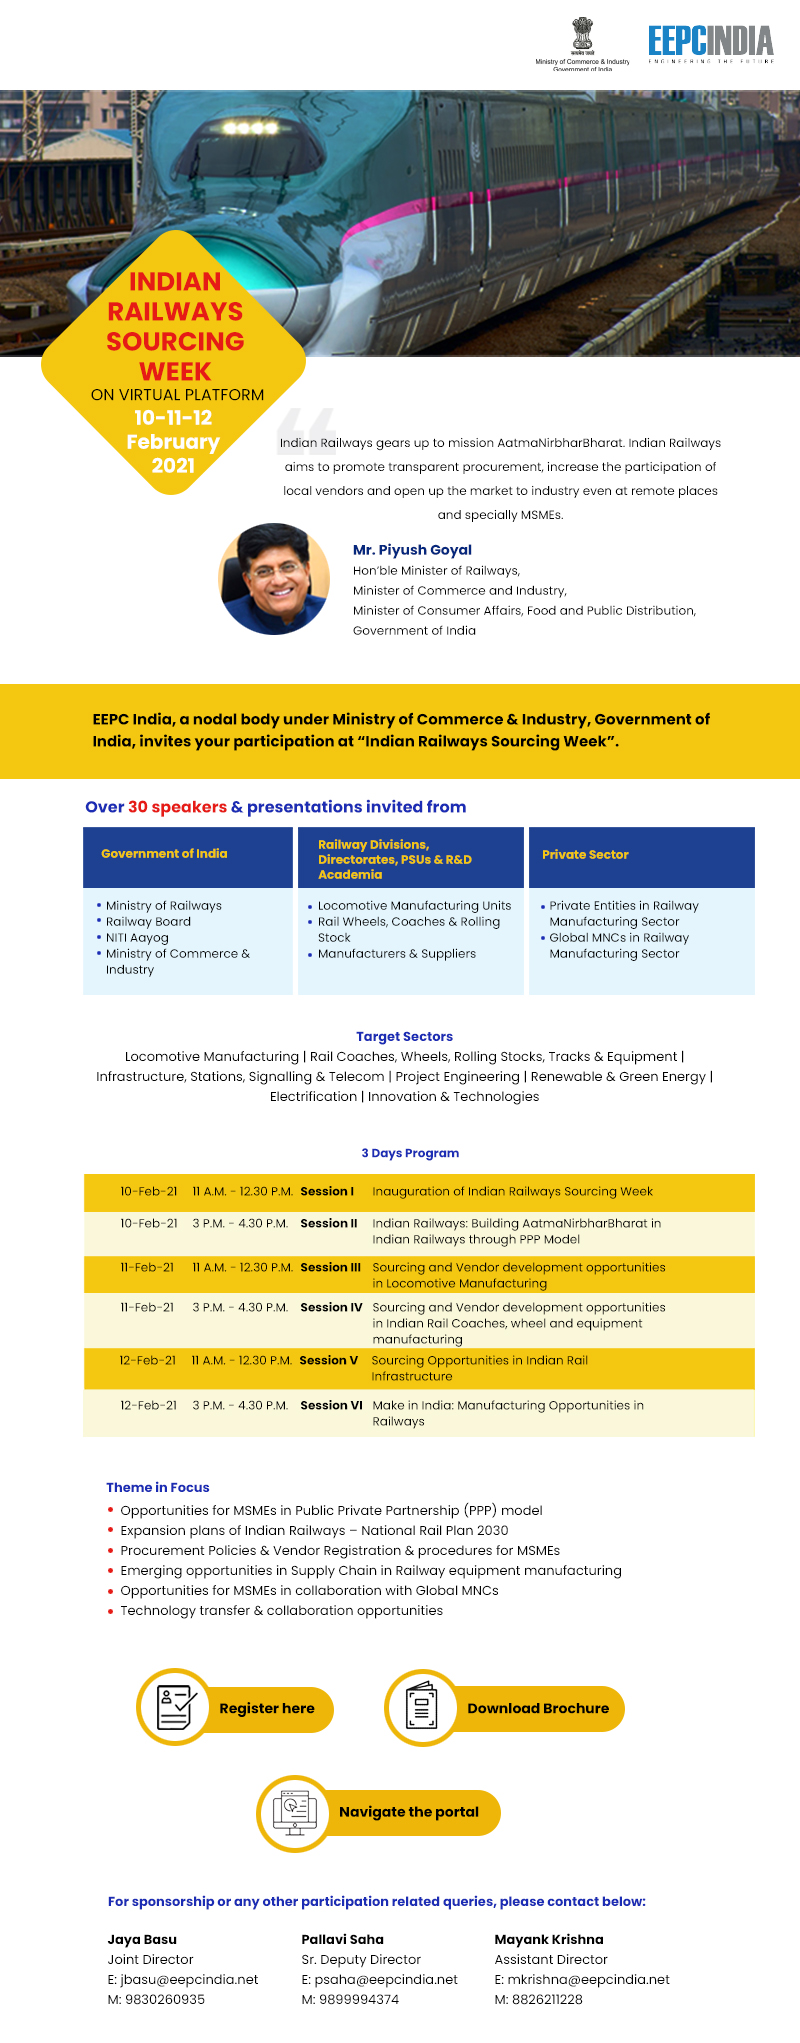 सत्यमेव जयते
Ministry of Commerce & Industry
Government of India
EEPCINDIA
ENGINEERING THE FUTURE
INDIAN
RAILWAYS
SOURCING
WEEK
ON VIRTUAL PLATFORM
10-11-12
February
2021
Indian Railways gears up to mission AatmaNirbharBharat. Indian Railways
aims to promote transparent procurement, increase the participation of
local vendors and open up the market to industry even at remote places
and specially MSMEs.
Mr. Piyush Goyal
Hon'ble Minister of Railways,
Minister of Commerce and Industry,
Minister of Consumer Affairs, Food and Public Distribution,
Government of India
EEPC India, a nodal body under Ministry of Commerce & Industry, Government of
India, invites your participation at “Indian Railways Sourcing Week”.
Over 30 speakers & presentations invited from
Government of India
• Ministry of Railways
• Railway Board
• NITI Aayog
• Ministry of Commerce &
Industry
Railway Divisions,
Directorates, PSUs & R&D
Academia
• Locomotive Manufacturing Units
• Rail Wheels, Coaches & Rolling
Stock
• Manufacturers & Suppliers
Private Sector
• Private Entities in Railway
Manufacturing Sector
• Global MNCs in Railway
Manufacturing Sector
Target Sectors
Locomotive Manufacturing | Rail Coaches, Wheels, Rolling Stocks, Tracks & Equipment |
Infrastructure, Stations, Signalling & Telecom | Project Engineering | Renewable & Green Energy |
Electrification | Innovation & Technologies
3 Days Program
10-Feb-21 11 A.M. - 12.30 P.M. Session I Inauguration of Indian Railways Sourcing Week
10-Feb-21 3 P.M. - 4.30 P.M. Session II Indian Railways: Building AatmaNirbharBharat in
Indian Railways through PPP Model
11-Feb-21 11 A.M. - 12.30 P.M. Session III Sourcing and Vendor development opportunities
in Locomotive Manufacturing
11-Feb-21 3 P.M. - 4.30 P.M. Session IV Sourcing and Vendor development opportunities
in Indian Rail Coaches, wheel and equipment
manufacturing
12-Feb-21 11 A.M. - 12.30 P.M. Session V Sourcing Opportunities in Indian Rail
Infrastructure
12-Feb-21 3 P.M. - 4.30 P.M. Session VI Make in India: Manufacturing Opportunities in
Railways
Theme in Focus
• Opportunities for MSMEs in Public Private Partnership (PPP) model
• Expansion plans of Indian Railways – National Rail Plan 2030
• Procurement Policies & Vendor Registration & procedures for MSMEs
• Emerging opportunities in Supply Chain in Railway equipment manufacturing
• Opportunities for MSMEs in collaboration with Global MNCs
• Technology transfer & collaboration opportunities
Register here
Download Brochure
Navigate the portal
For sponsorship or any other participation related queries, please contact below:
Jaya Basu
Joint Director
E: jbasu@eepcindia.net
M: 9830260935
Pallavi Saha
Sr. Deputy Director
E: psaha@eepcindia.net
M: 9899994374
Mayank Krishna
Assistant Director
E: mkrishna@eepcindia.net
M: 8826211228